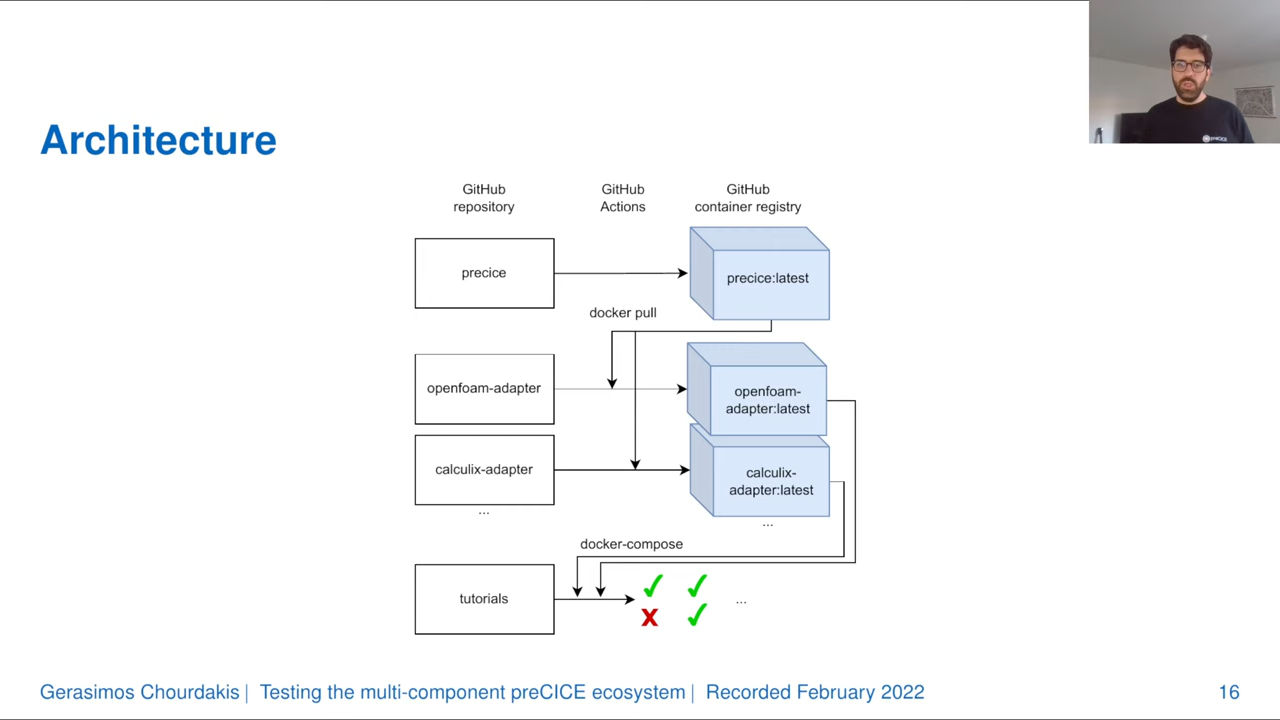 Architecture
GitHub
repository
GitHub
Actions
GitHub
container registry
precice
precice:latest
docker pull
openfoam-adapter
openfoam-
adapter:latest
calculix-adapter
calculix-
adapter:latest
...
...
docker-compose
tutorials
x
...
Gerasimos Chourdakis | Testing the multi-component preCICE ecosystem | Recorded February 2022
16
preCICE